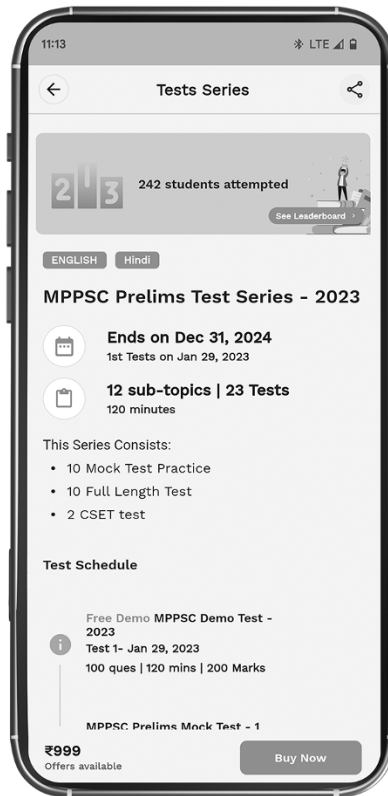 11:13
LTE
Tests Series
2 1 3
242 students attempted
See Leaderboard
ENGLISH Hindi
MPPSC Prelims Test Series - 2023
Ends on Dec 31, 2024
1st Tests on Jan 29, 2023
12 sub-topics | 23 Tests
120 minutes
This Series Consists:
• 10 Mock Test Practice
• 10 Full Length Test
• 2 CSET test
Test Schedule
Free Demo MPPSC Demo Test -
2023
Test 1- Jan 29, 2023
100 ques | 120 mins | 200 Marks
MPPSC Prelims Mock Test - 1
₹999
Offers available
Buy Now